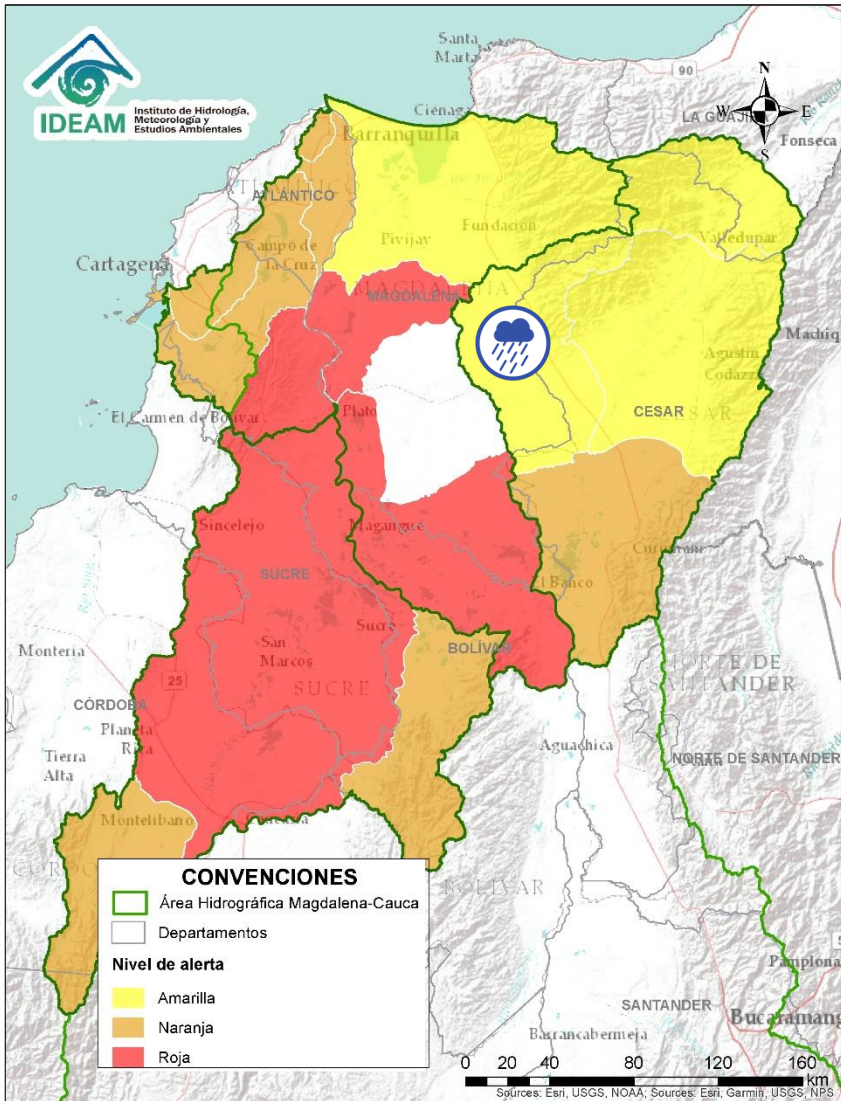 IDEAM
Instituto de Hidrología,
Meteorología y
Estudios Ambientales
Santa
Marta
90
N
W
E
S
Ciénaga
LA GUAJI
Fonseca
Barranquilla
ATLÁNTICO
Valledupar
Pivijay
Fundación
Campo de
la Cruz
Cartagena
MAGDALENA
Machiq
Agustín
Codazzi
El Carmen de Bolívar
Plato
CESAR
Sincelejo
Magangué
SUCRE
El Banco
Sucre
San
Marcos
BOLÍVAR
Montería
NORTE DE
SANTANDER
SUCRE
25
CÓRDOBA
Planeta
Rica
Tierra
Alta
Aguachica
NORTE DE SANTANDER
Montelíbano
BOLÍVAR
CONVENCIONES
Área Hidrográfica Magdalena-Cauca
Departamentos
Nivel de alerta
Amarilla
Naranja
Roja
Pamplona
SANTANDER
Bucaramang
Barrancabermeja
0 20 40 80 120 160
km
Sources: Esri, USGS, NOAA; Sources: Esri, Garmin, USGS, NPS